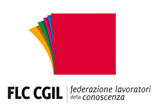 FLC CGIL
federazione lavoratori
della conoscenza